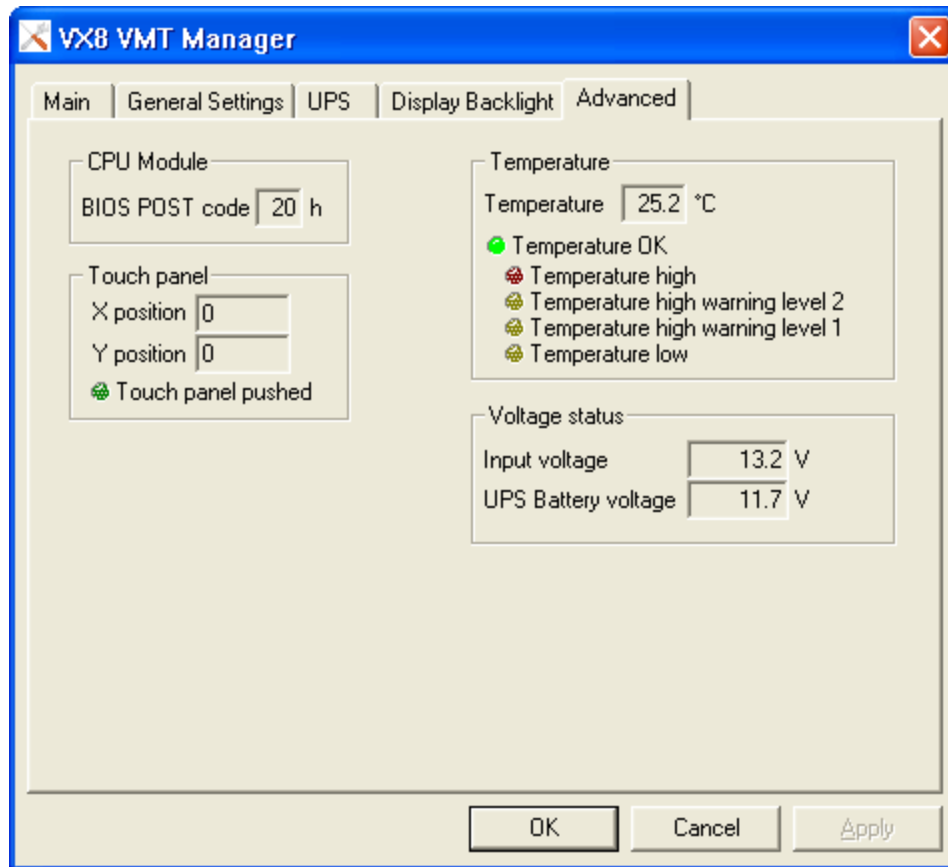 VX8 VMT Manager
Main General Settings UPS Display Backlight Advanced
CPU Module
BIOS POST code 20 h
Touch panel
X position 0
Y position 0
Touch panel pushed
Temperature
Temperature 25.2 °C
Temperature OK
Temperature high
Temperature high warning level 2
Temperature high warning level 1
Temperature low
Voltage status
Input voltage 13.2 V
UPS Battery voltage 11.7 V
OK Cancel Apply